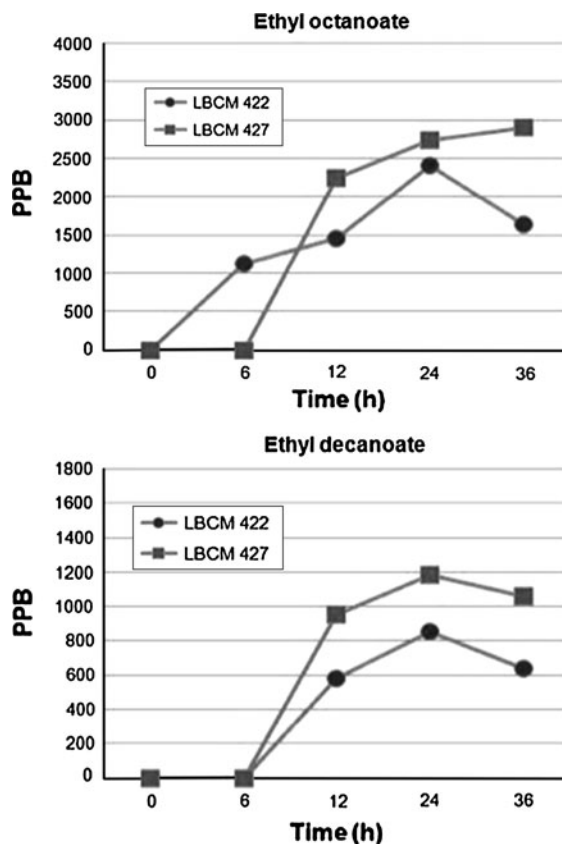 Ethyl octanoate
4000
3500
3000
2500
2000
1500
1000
500
0
PPB
LBCM 422
LBCM 427
0 6 12 24 36
Time (h)
Ethyl decanoate
1800
1600
1400
1200
1000
800
600
400
200
0
PPB
LBCM 422
LBCM 427
0 6 12 24 36
Time (h)